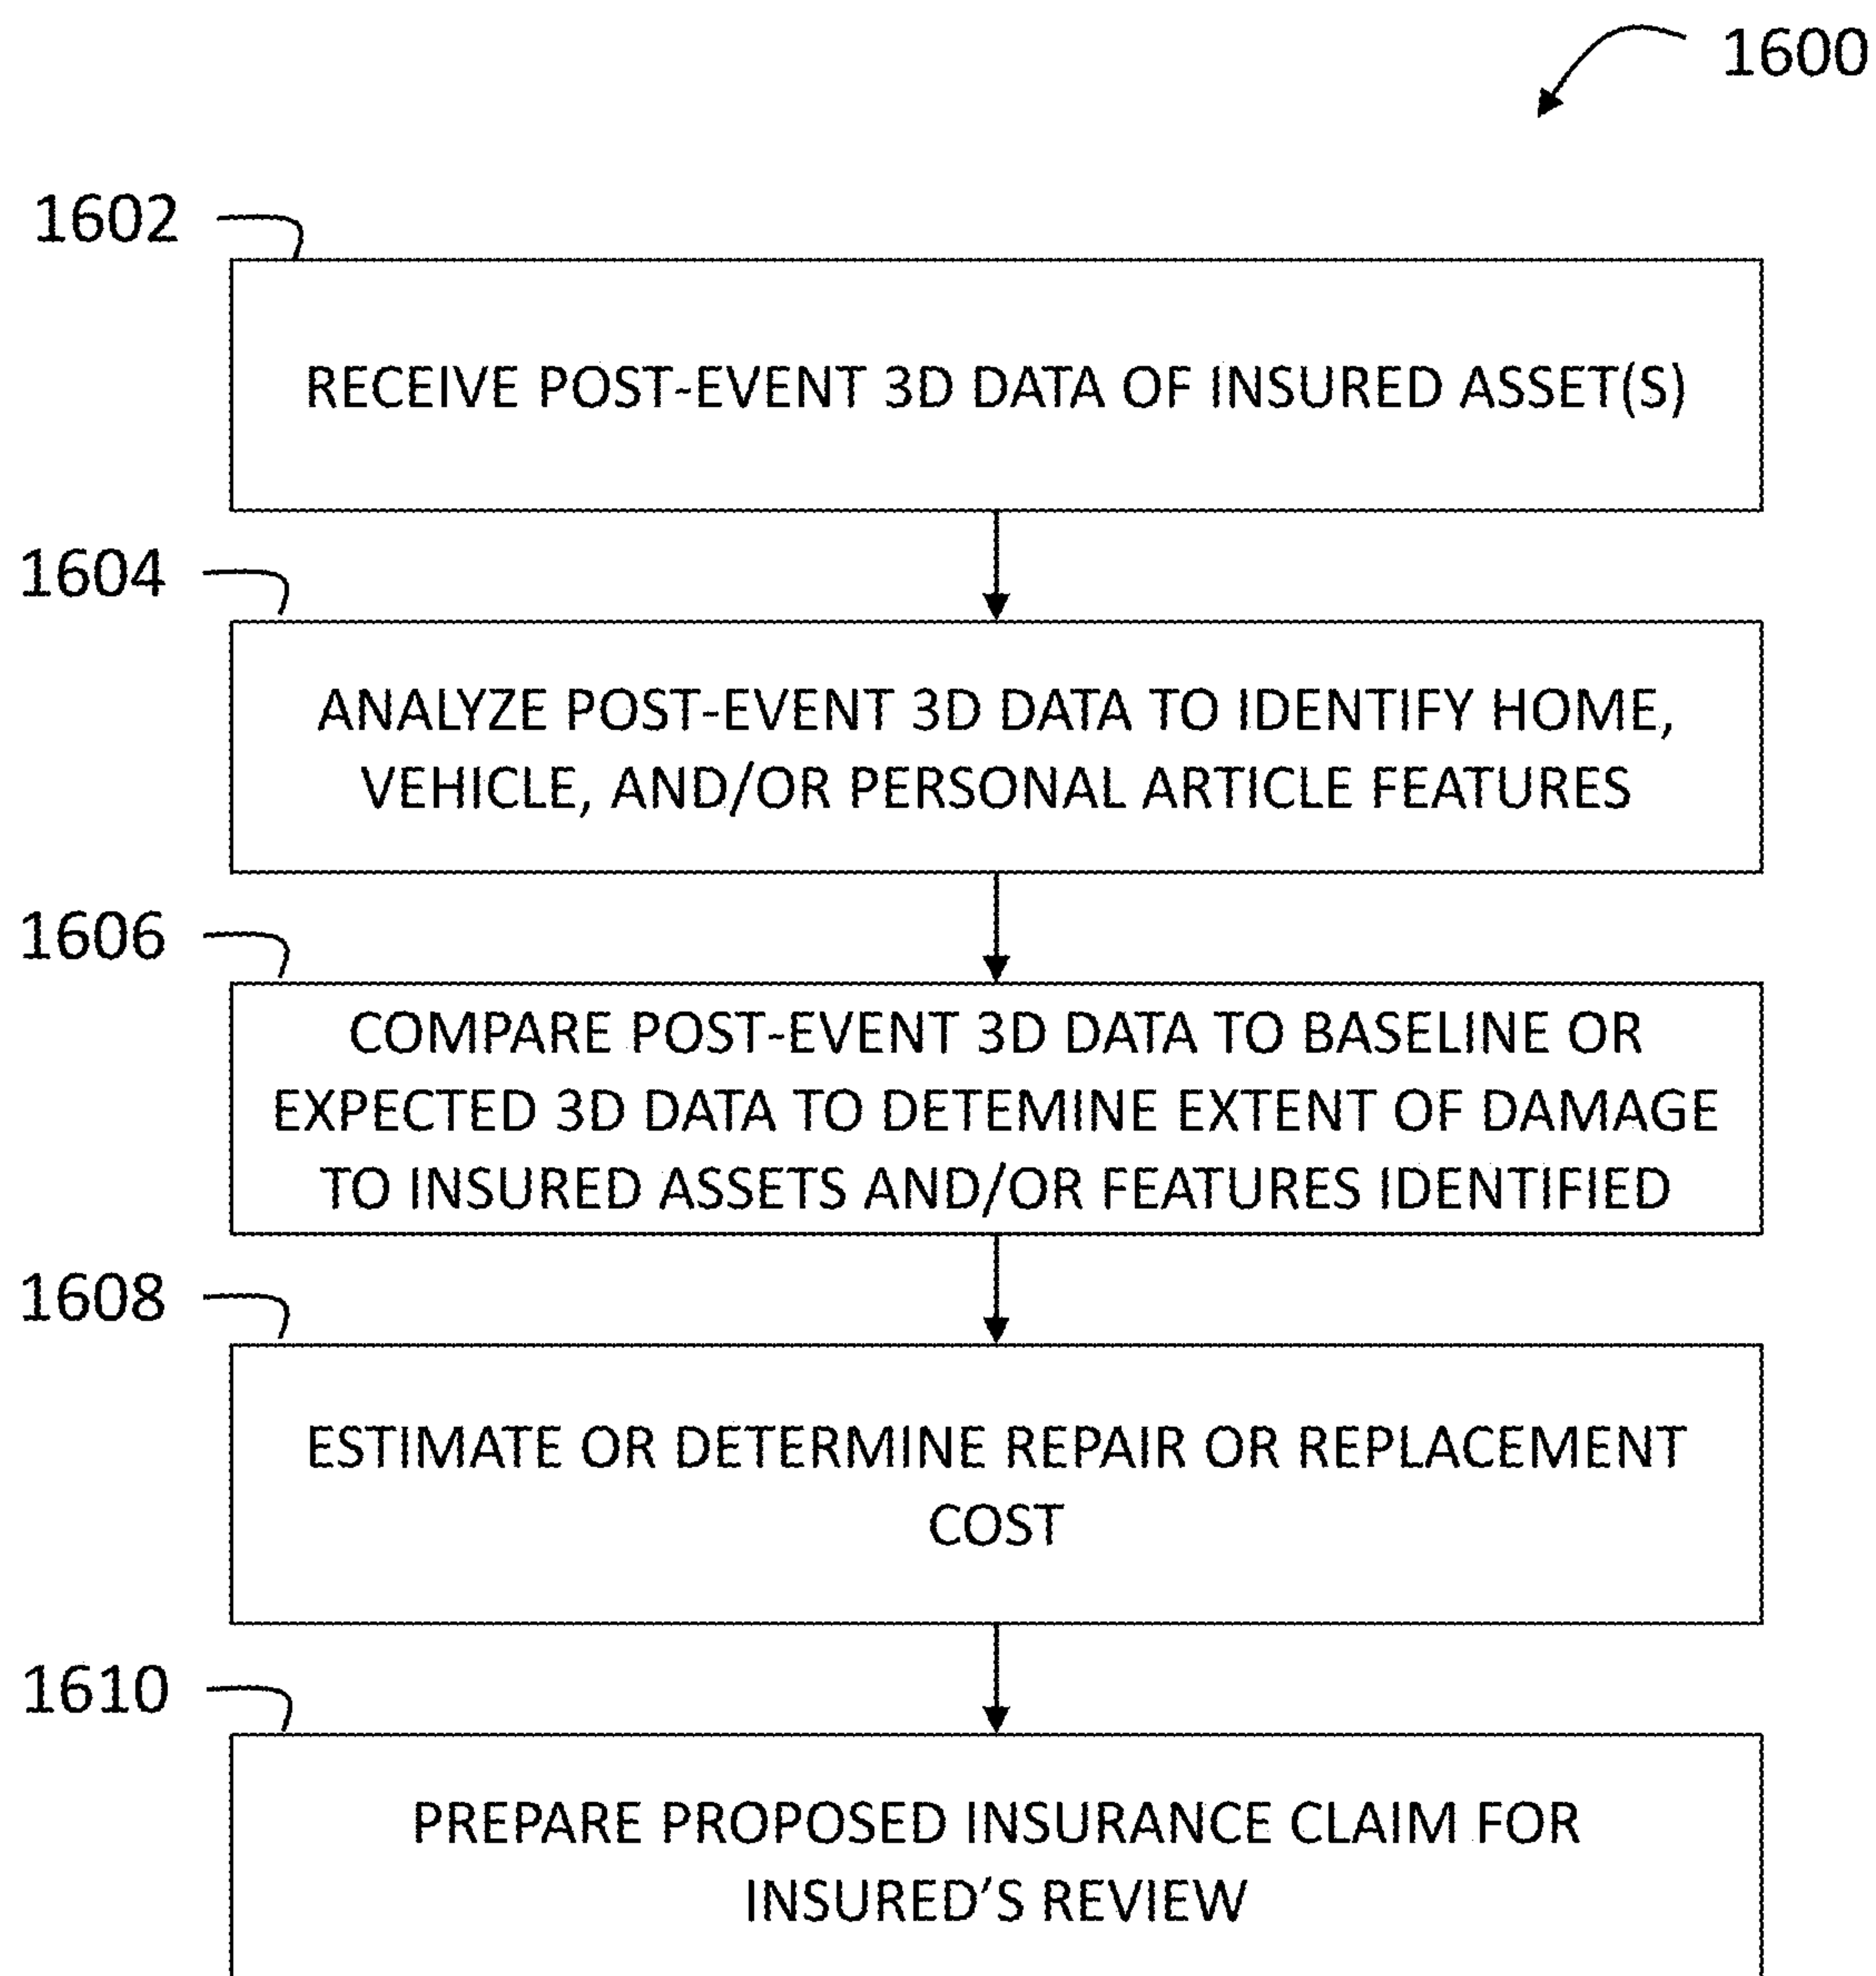 1600
1602
RECEIVE POST-EVENT 3D DATA OF INSURED ASSET(S)
1604
ANALYZE POST-EVENT 3D DATA TO IDENTIFY HOME,
VEHICLE, AND/OR PERSONAL ARTICLE FEATURES
1606
COMPARE POST-EVENT 3D DATA TO BASELINE OR
EXPECTED 3D DATA TO DETEMINE EXTENT OF DAMAGE
TO INSURED ASSETS AND/OR FEATURES IDENTIFIED
1608
ESTIMATE OR DETERMINE REPAIR OR REPLACEMENT
COST
1610
PREPARE PROPOSED INSURANCE CLAIM FOR
INSURED’S REVIEW